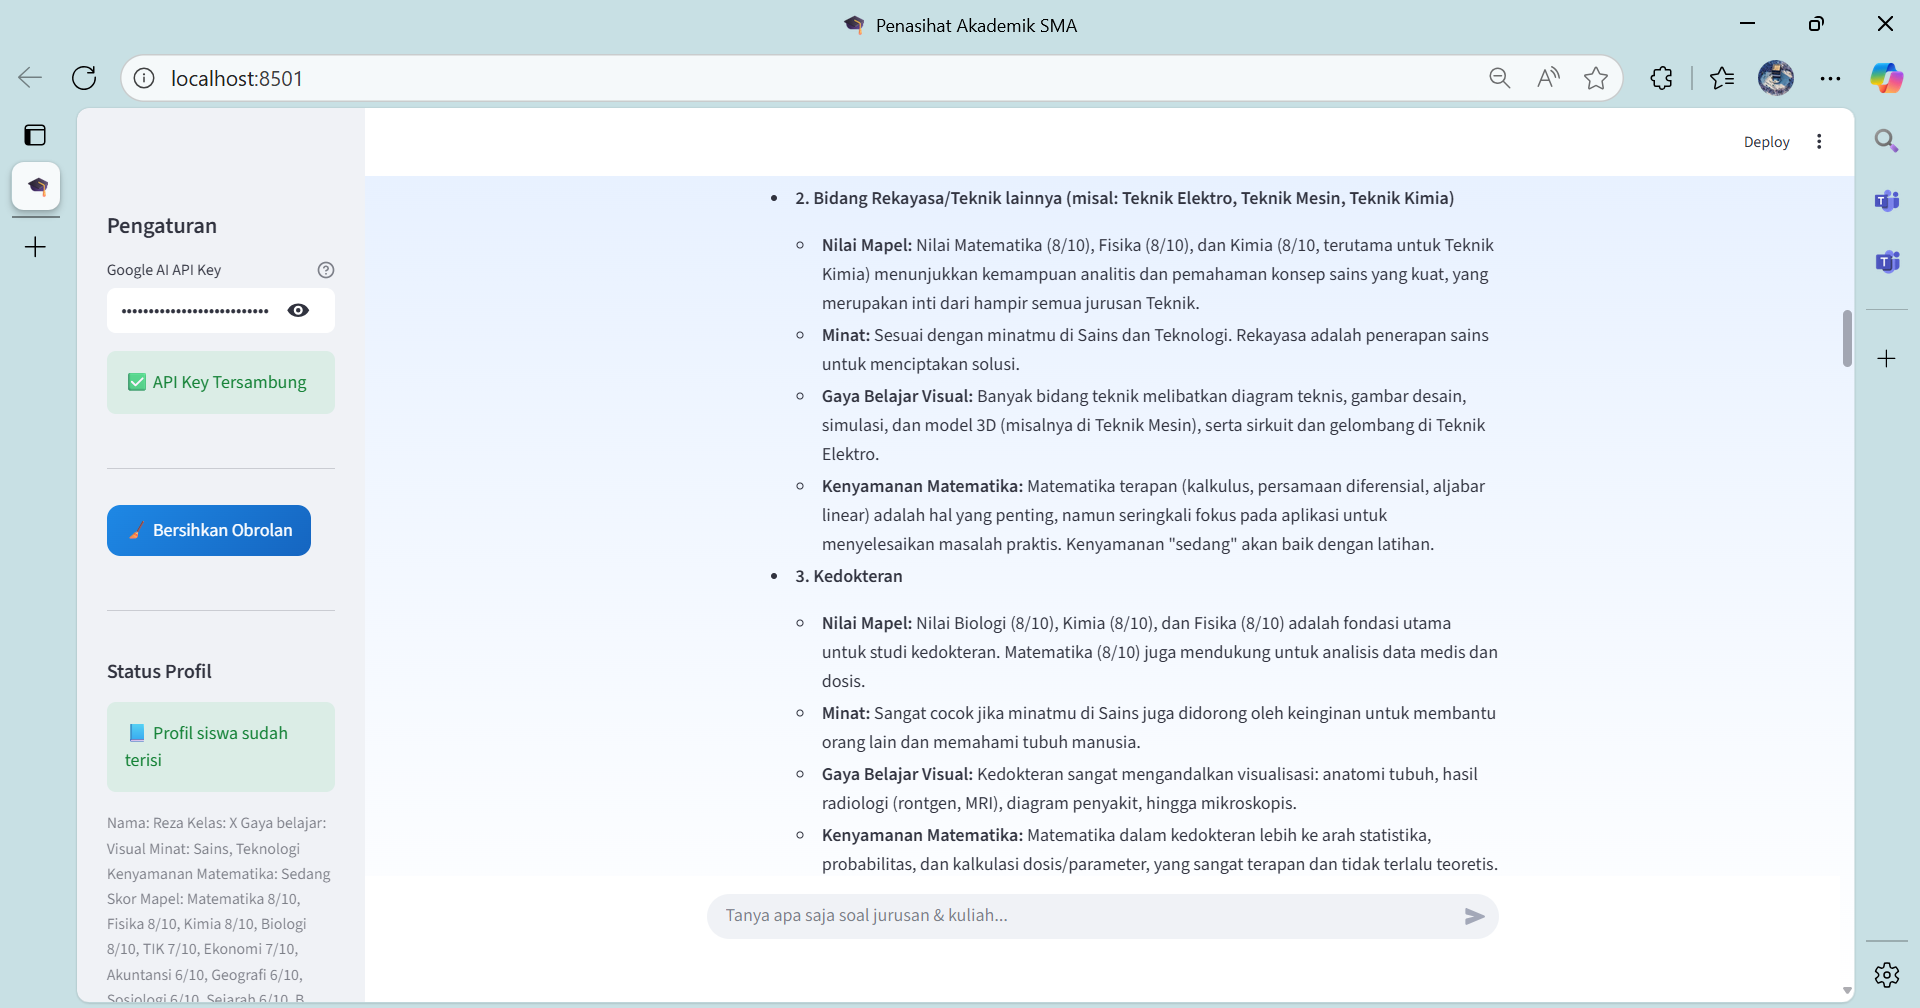 Penasihat Akademik SMA
localhost:8501
Deploy
Pengaturan
Google AI API Key
API Key Tersambung
Bersihkan Obrolan
Status Profil
Profil siswa sudah
terisi
Nama: Reza Kelas: X Gaya belajar:
Visual Minat: Sains, Teknologi
Kenyamanan Matematika: Sedang
Skor Mapel: Matematika 8/10,
Fisika 8/10, Kimia 8/10, Biologi
8/10, TIK 7/10, Ekonomi 7/10,
Akuntansi 6/10, Geografi 6/10,
Sosiologi 6/10, Sejarah 6/10, B
2. Bidang Rekayasa/Teknik lainnya (misal: Teknik Elektro, Teknik Mesin, Teknik Kimia)
Nilai Mapel: Nilai Matematika (8/10), Fisika (8/10), dan Kimia (8/10, terutama untuk Teknik
Kimia) menunjukkan kemampuan analitis dan pemahaman konsep sains yang kuat, yang
merupakan inti dari hampir semua jurusan Teknik.
Minat: Sesuai dengan minatmu di Sains dan Teknologi. Rekayasa adalah penerapan sains
untuk menciptakan solusi.
Gaya Belajar Visual: Banyak bidang teknik melibatkan diagram teknis, gambar desain,
simulasi, dan model 3D (misalnya di Teknik Mesin), serta sirkuit dan gelombang di Teknik
Elektro.
Kenyamanan Matematika: Matematika terapan (kalkulus, persamaan diferensial, aljabar
linear) adalah hal yang penting, namun seringkali fokus pada aplikasi untuk
menyelesaikan masalah praktis. Kenyamanan "sedang" akan baik dengan latihan.
3. Kedokteran
Nilai Mapel: Nilai Biologi (8/10), Kimia (8/10), dan Fisika (8/10) adalah fondasi utama
untuk studi kedokteran. Matematika (8/10) juga mendukung untuk analisis data medis dan
dosis.
Minat: Sangat cocok jika minatmu di Sains juga didorong oleh keinginan untuk membantu
orang lain dan memahami tubuh manusia.
Gaya Belajar Visual: Kedokteran sangat mengandalkan visualisasi: anatomi tubuh, hasil
radiologi (rontgen, MRI), diagram penyakit, hingga mikroskopis.
Kenyamanan Matematika: Matematika dalam kedokteran lebih ke arah statistika,
probabilitas, dan kalkulasi dosis/parameter, yang sangat terapan dan tidak terlalu teoretis.
Tanya apa saja soal jurusan & kuliah...